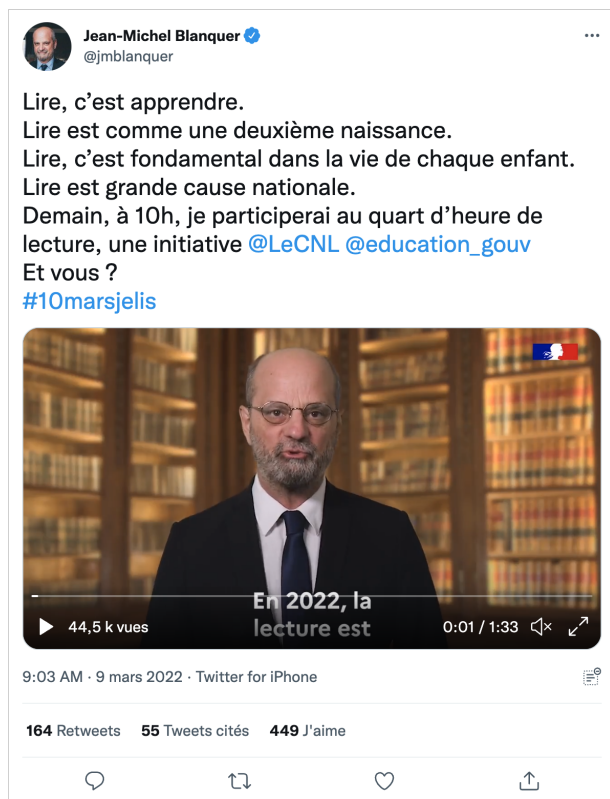 Jean-Michel Blanquer
@jmblanquer
Lire, c’est apprendre.
Lire est comme une deuxième naissance.
Lire, c’est fondamental dans la vie de chaque enfant.
Lire est grande cause nationale.
Demain, à 10h, je participerai au quart d’heure de
lecture, une initiative @LeCNL @education_gouv
Et vous ?
#10marsjelis
En 2022, la
lecture est
44,5 k vues
0:01 / 1:33
9:03 AM · 9 mars 2022 · Twitter for iPhone
164 Retweets 55 Tweets cités 449 J'aime